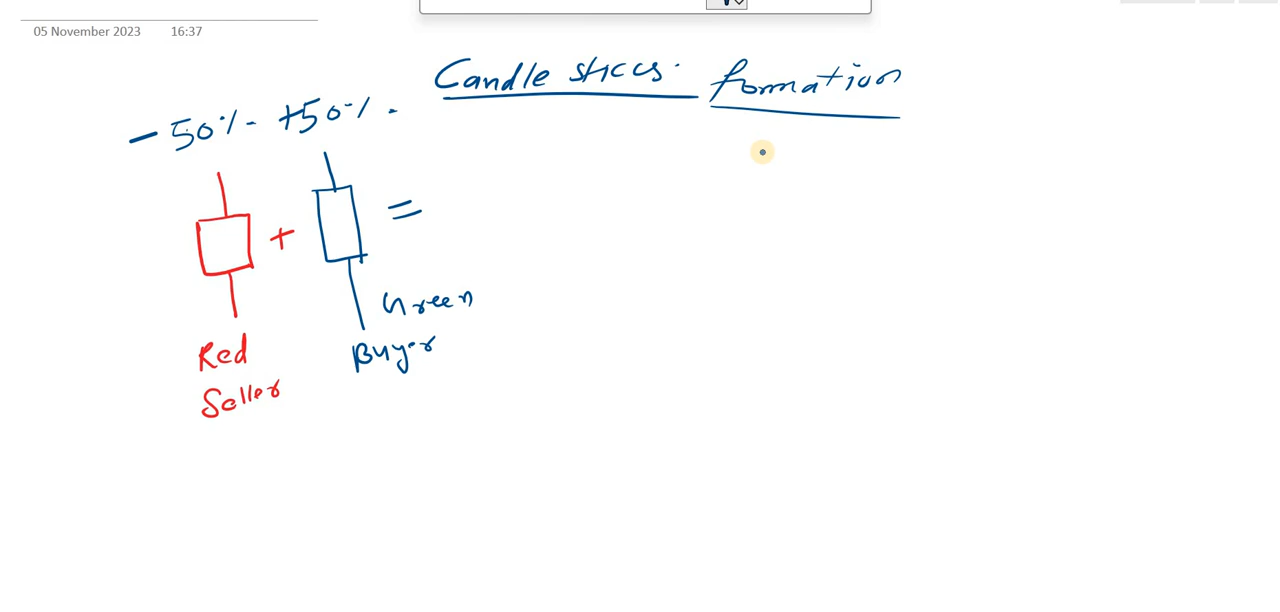 05 November 2023 16:37
Candle sticcs. formation
- 50%. +50%.
+ =
Green
Red Buyer
Seller